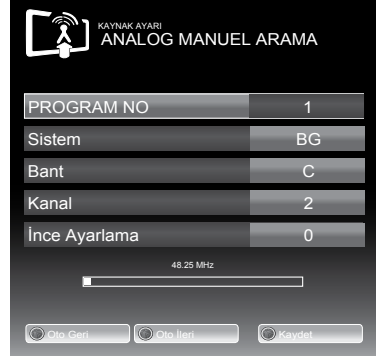 KAYNAK AYARI
ANALOG MANUEL ARAMA
PROGRAM NO 1
Sistem BG
Bant C
Kanal 2
İnce Ayarlama 0
48.25 MHz
Oto Geri Oto İleri Kaydet